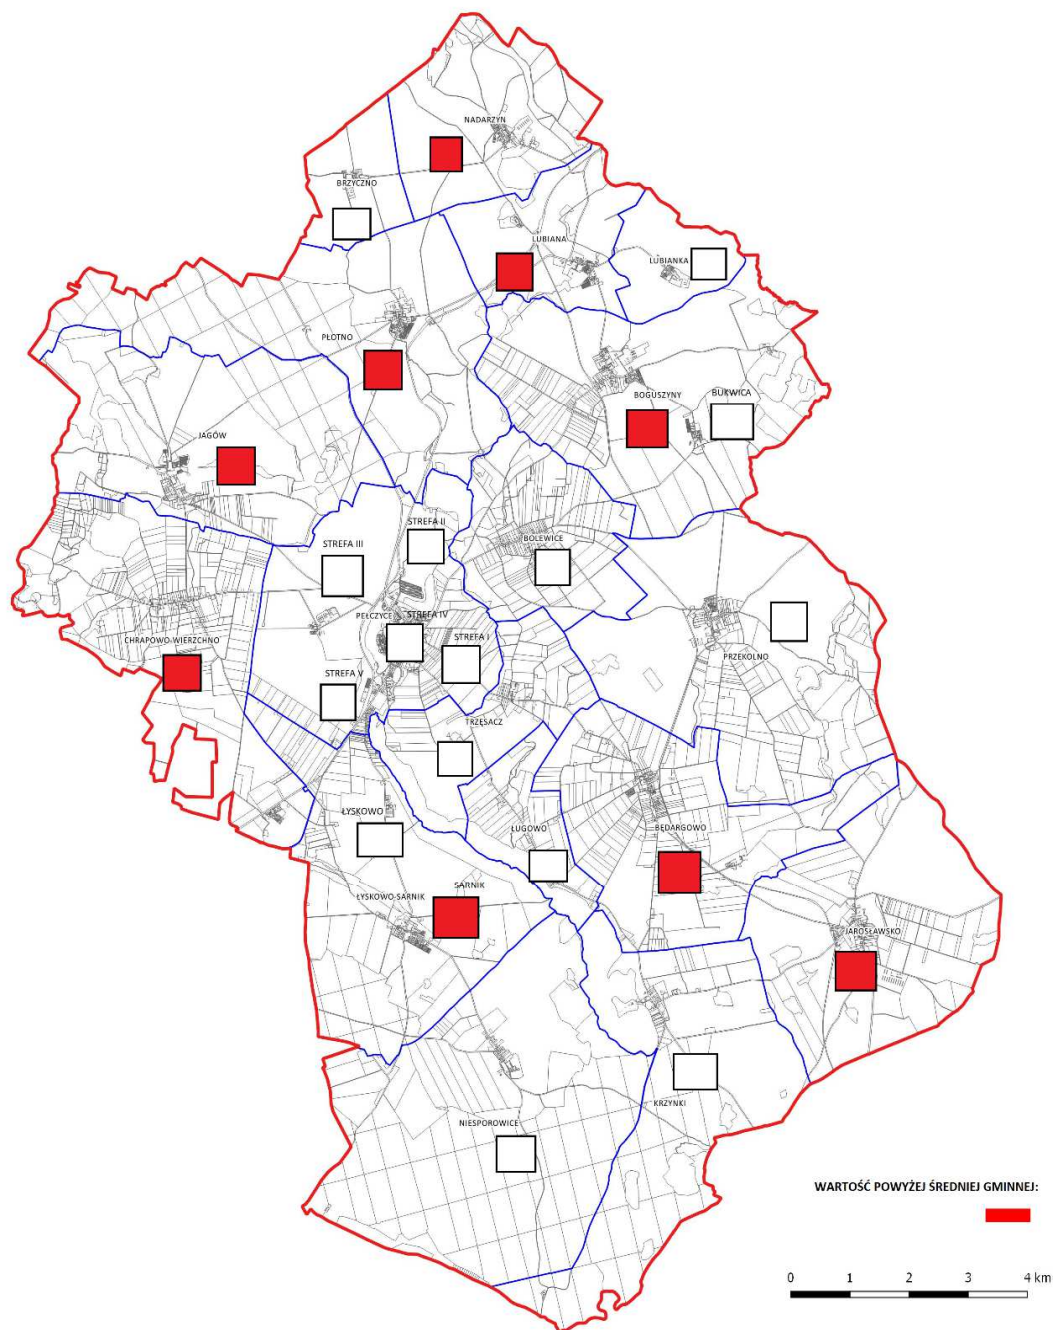 NADARZYN
BRZYCZNO
LUBIANA
LUBIANKA
PŁOTNO
BOGUSZYNY
BUKWICA
JAGÓW
STREFA II
STREFA III
BOLEWICE
PEŁCZYCE
STREFA IV
STREFA I
CHRAPOWO-WIERZCHNO
PRZEKOLNO
STREFA V
TRZĘSACZ
ŁYSKOWO
ŁUGOWO
BĘDARGOWO
SARNIK
ŁYSKOWO-SARNIK
JAROSŁAWSKO
KRZYNKI
NIESPOROWICE
WARTOŚĆ POWYŻEJ ŚREDNIEJ GMINNEJ:
0 1 2 3 4 km